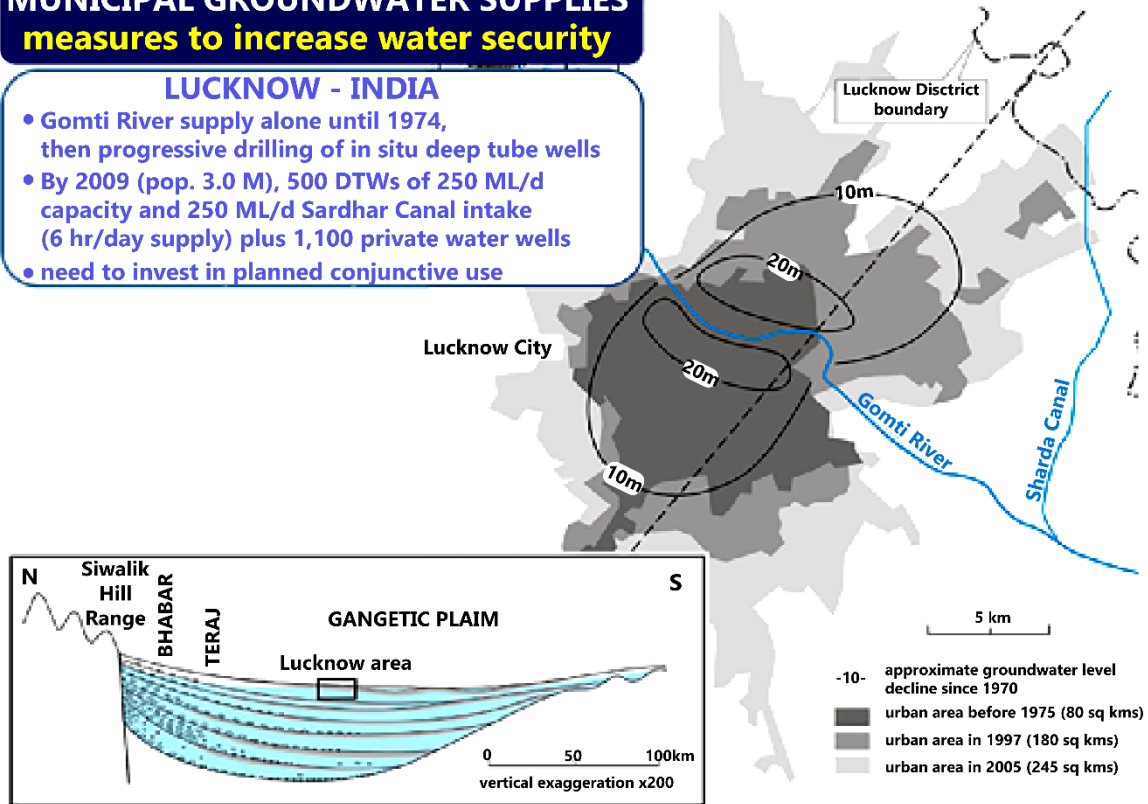 MUNICIPAL GROUNDWATER SUPPLIES
measures to increase water security
LUCKNOW - INDIA
• Gomti River supply alone until 1974,
then progressive drilling of in situ deep tube wells
• By 2009 (pop. 3.0 M), 500 DTWs of 250 ML/d
capacity and 250 ML/d Sardhar Canal intake
(6 hr/day supply) plus 1,100 private water wells
• need to invest in planned conjunctive use
Lucknow Disctrict
boundary
10m
20m
Lucknow City
20m
Gomti River
Sharda Canal
10m
N
Siwalik
Hill
Range
BHABAR
TERAJ
GANGETIC PLAIM
S
Lucknow area
0 50 100km
vertical exaggeration x200
5 km
-10- approximate groundwater level
decline since 1970
urban area before 1975 (80 sq kms)
urban area in 1997 (180 sq kms)
urban area in 2005 (245 sq kms)